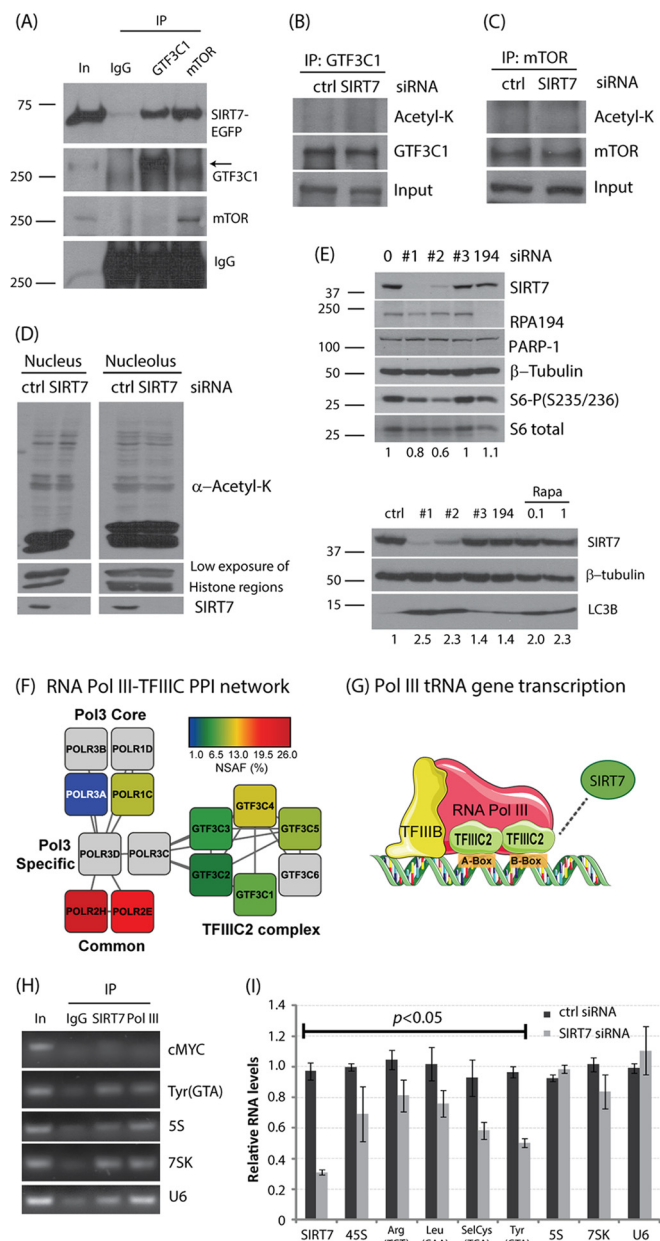 (A)
IP
In IgG GTF3C1 mTOR
75
SIRT7-
EGFP
250
GTF3C1
250
mTOR
250
IgG
(B)
IP: GTF3C1
ctrl SIRT7 siRNA
Acetyl-K
GTF3C1
Input
(C)
IP: mTOR
ctrl SIRT7 siRNA
Acetyl-K
mTOR
Input
(D)
Nucleus Nucleolus
ctrl SIRT7 ctrl SIRT7 siRNA
α−Acetyl-K
Low exposure of
Histone regions
SIRT7
(E)
0 #1 #2 #3 194 siRNA
37 SIRT7
250 RPA194
100 PARP-1
50 β−Tubulin
25 S6-P(S235/236)
25 S6 total
1 0.8 0.6 1 1.1
Rapa
ctrl #1 #2 #3 194 0.1 1
37 SIRT7
50 β−tubulin
15 LC3B
1 2.5 2.3 1.4 1.4 2.0 2.3
(F) RNA Pol III-TFIIIC PPI network
Pol3 Core
POLR3B POLR1D
POLR3A POLR1C
Pol3
Specific
POLR3D POLR3C
POLR2H POLR2E
Common
1.0 6.5 13.0 19.5 26.0
NSAF (%)
GTF3C4
GTF3C3 GTF3C5
GTF3C2 GTF3C6
GTF3C1
TFIIIC2 complex
(G) Pol III tRNA gene transcription
SIRT7
RNA Pol III
TFIIIB
TFIIIC2 TFIIIC2
A-Box B-Box
(H)
IP
In IgG SIRT7 Pol III
cMYC
Tyr(GTA)
5S
7SK
U6
(I)
Relative RNA levels
1.4
1.2
1.0
0.8
0.6
0.4
0.2
0
p<0.05
ctrl siRNA
SIRT7 siRNA
SIRT7 45S Arg Leu SelCys Tyr 5S 7SK U6